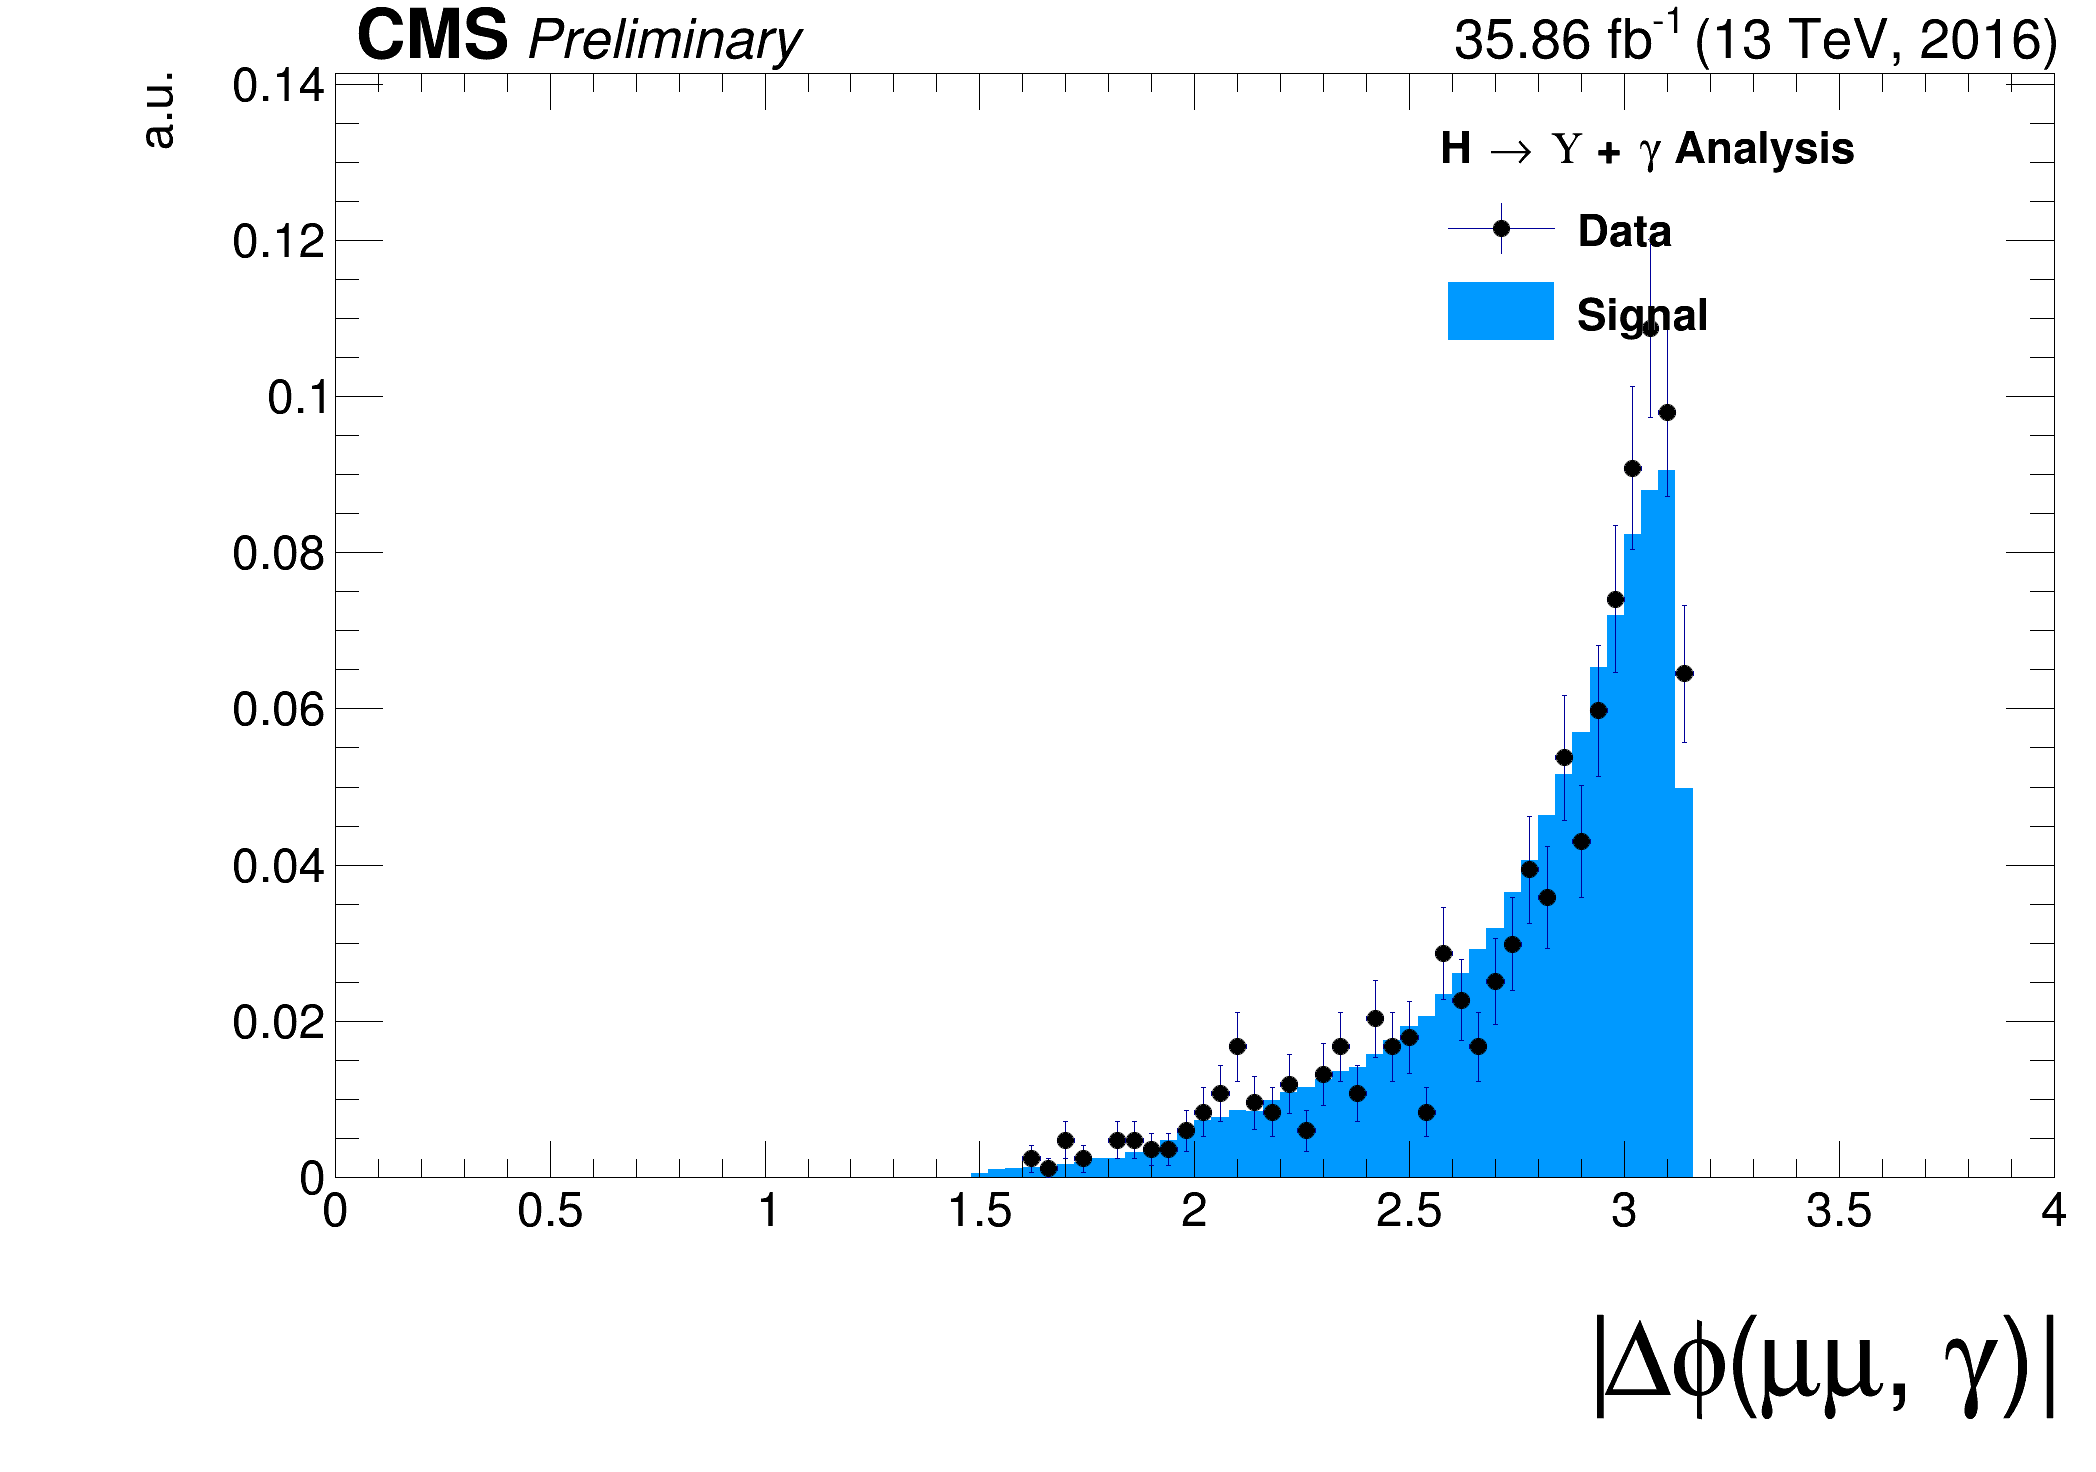 CMS Preliminary 35.86 fb⁻¹ (13 TeV, 2016)
a.u.
H → Υ + γ Analysis
Data
Signal
0.14
0.12
0.1
0.08
0.06
0.04
0.02
0
0 0.5 1 1.5 2 2.5 3 3.5 4
|Δϕ(μμ, γ)|